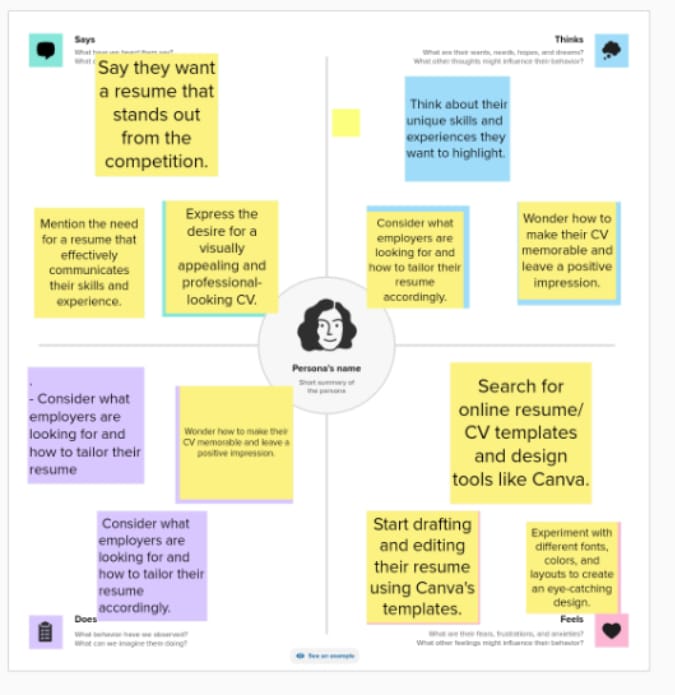 Says
What have we heard them say?
What c
Say they want
a resume that
stands out
from the
competition.
Thinks
What are their wants, needs, hopes, and dreams?
What other thoughts might influence their behavior?
Think about their
unique skills and
experiences they
want to highlight.
Mention the need
for a resume that
effectively
communicates
their skills and
experience.
Express the
desire for a
visually
appealing and
professional-
looking CV.
Consider what
employers are
looking for and
how to tailor their
resume
accordingly.
Wonder how to
make their CV
memorable and
leave a positive
impression.
Persona's name
Short summary of
the persona
.
- Consider what
employers are
looking for and
how to tailor their
resume
Wonder how to make their
CV memorable and leave a
positive impression.
Consider what
employers are
looking for and
how to tailor their
resume
accordingly.
Search for
online resume/
CV templates
and design
tools like Canva.
Start drafting
and editing
their resume
using Canva's
templates.
Experiment with
different fonts,
colors, and
layouts to create
an eye-catching
design.
Does
What behavior have we observed?
What can we imagine them doing?
See an example
Feels
What are their fears, frustrations, and anxieties?
What other feelings might influence their behavior?